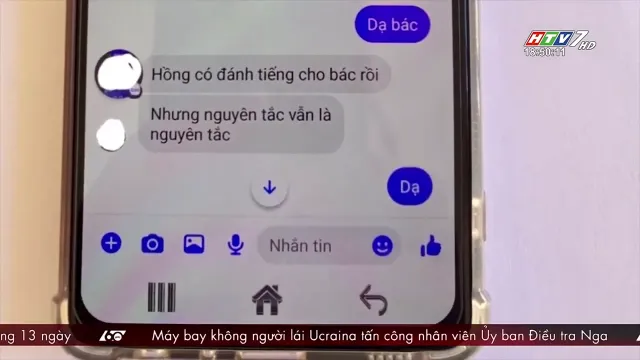 Dạ bác
HTV7 HD
18:50:11
Hồng có đánh tiếng cho bác rồi
Nhưng nguyên tắc vẫn là
nguyên tắc
Dạ
Nhắn tin
ng 13 ngày
60
Máy bay không người lái Ucraina tấn công nhân viên Ủy ban Điều tra Nga